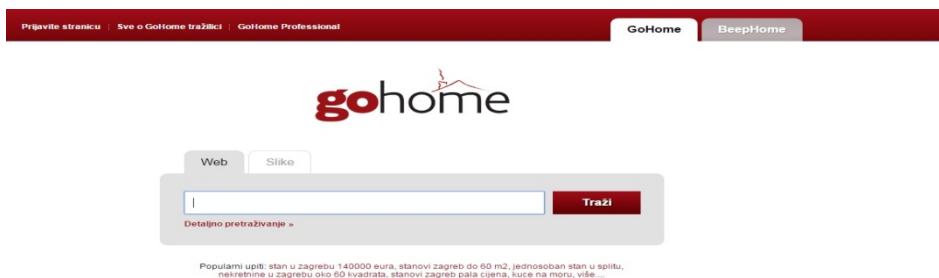 Prijavite stranicu | Sve o GoHome tražilici | GoHome Professional
GoHome
BeepHome
gohome
Web
Slike
Traži
Detaljno pretraživanje »
Popularni upiti: stan u zagrebu 140000 eura, stanovi zagreb do 60 m2, jednosoban stan u splitu,
nekretnine u zagrebu oko 60 kvadrata, stanovi zagreb pala cijena, kuce na moru, više....